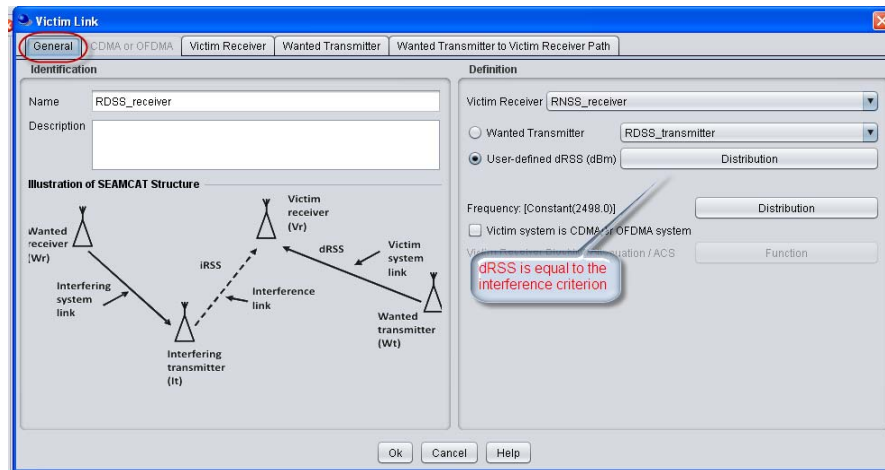 Victim Link
General
CDMA or OFDMA
Victim Receiver
Wanted Transmitter
Wanted Transmitter to Victim Receiver Path
Identification
Name
RDSS_receiver
Description
Illustration of SEAMCAT Structure
Wanted
receiver
(Wr)
Victim
receiver
(Vr)
iRSS
dRSS
Victim
system
link
Interfering
system
link
Interference
link
Wanted
transmitter
(Wt)
Interfering
transmitter
(It)
Definition
Victim Receiver
RNSS_receiver
Wanted Transmitter
RDSS_transmitter
User-defined dRSS (dBm)
Distribution
Frequency: [Constant(2498.0)]
Distribution
Victim system is CDMA or OFDMA system
Function
dRSS is equal to the
interference criterion
Ok
Cancel
Help